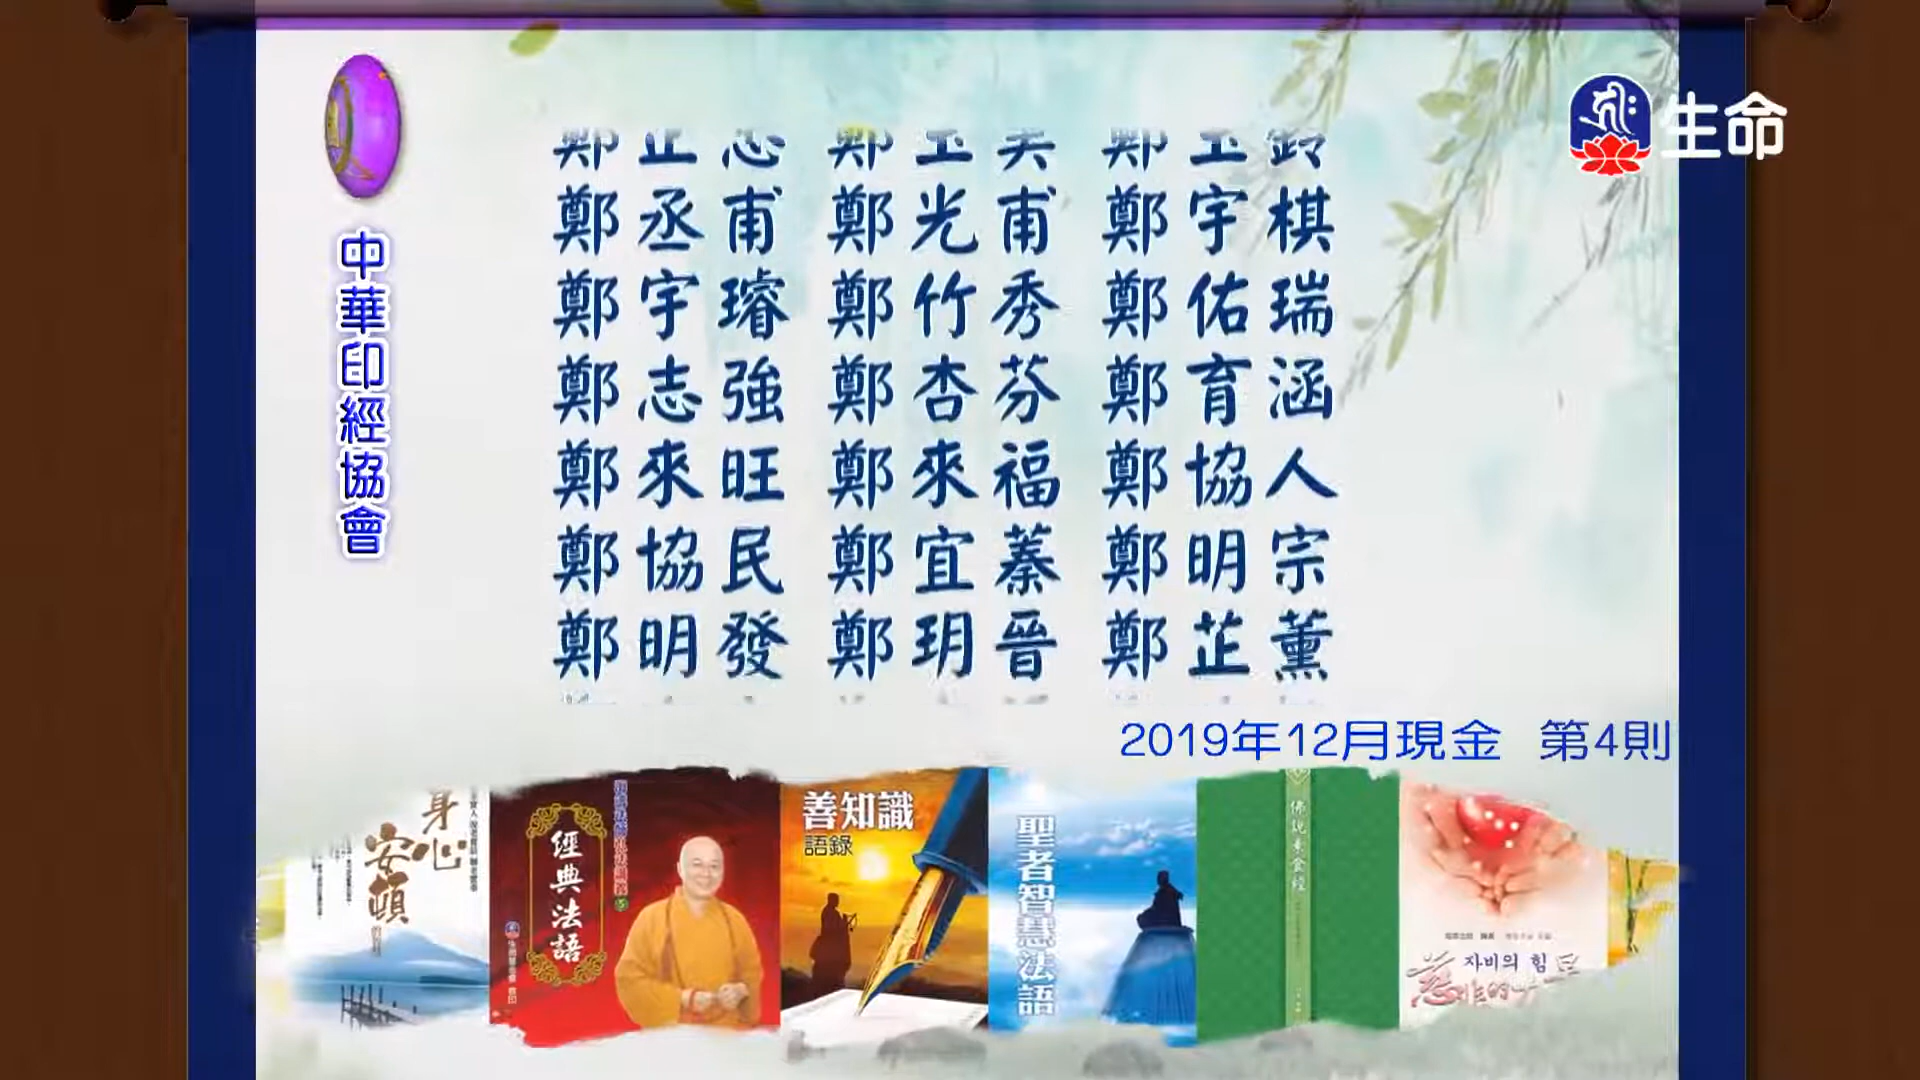 生命
中華印經協會
鄭丞甫 鄭光甫 鄭宇棋
鄭宇璿 鄭竹秀 鄭佑瑞
鄭志強 鄭杏芬 鄭育涵
鄭來旺 鄭來福 鄭協人
鄭協民 鄭宜蓁 鄭明宗
鄭明發 鄭玥晉 鄭芷薰
2019年12月現金 第4則
身心
安頓
經典法語
善知識
語錄
聖者智慧法語
佛說素食經
자비의 힘